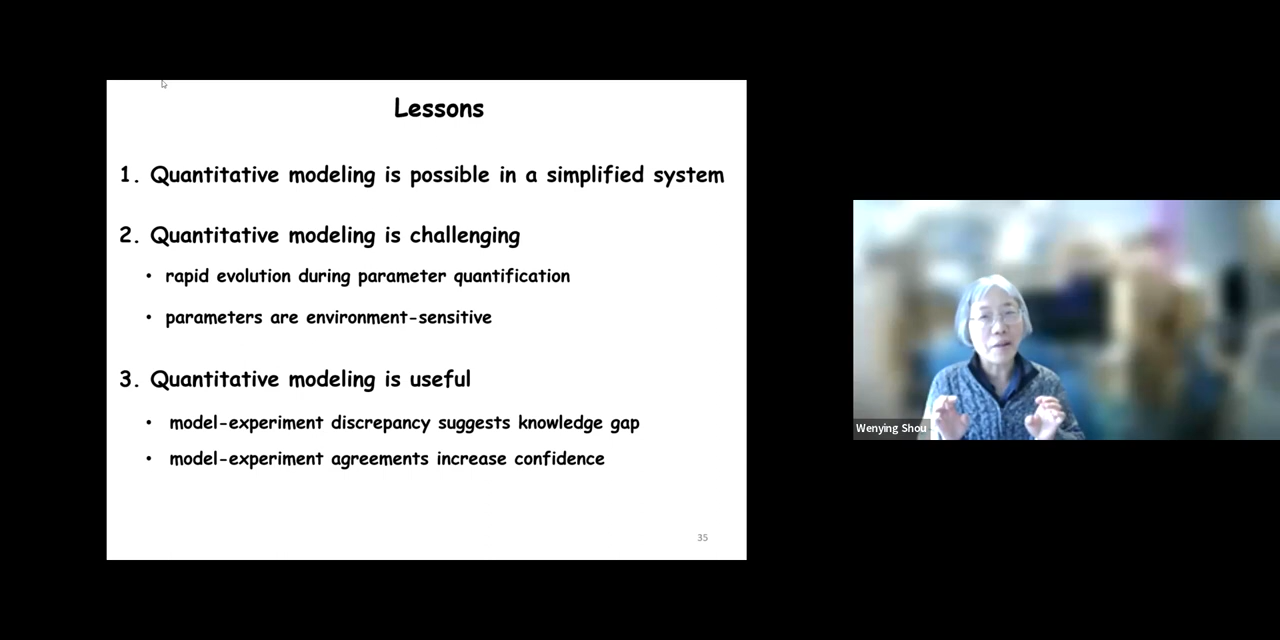 Lessons
1. Quantitative modeling is possible in a simplified system
2. Quantitative modeling is challenging
• rapid evolution during parameter quantification
• parameters are environment-sensitive
3. Quantitative modeling is useful
• model-experiment discrepancy suggests knowledge gap
• model-experiment agreements increase confidence
35
Wenying Shou